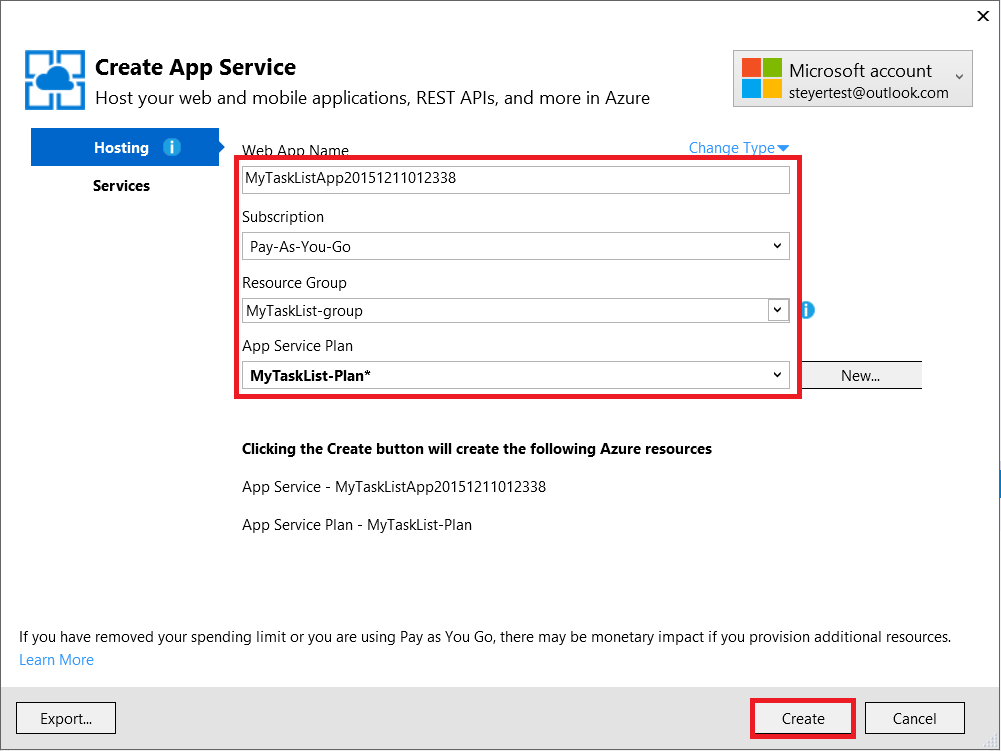 Create App Service
Host your web and mobile applications, REST APIs, and more in Azure
Microsoft account
steyertest@outlook.com
Hosting i
Services
Web App Name
Change Type
MyTaskListApp20151211012338
Subscription
Pay-As-You-Go
Resource Group
MyTaskList-group
i
App Service Plan
MyTaskList-Plan*
New...
Clicking the Create button will create the following Azure resources
App Service - MyTaskListApp20151211012338
App Service Plan - MyTaskList-Plan
If you have removed your spending limit or you are using Pay as You Go, there may be monetary impact if you provision additional resources.
Learn More
Export...
Create
Cancel